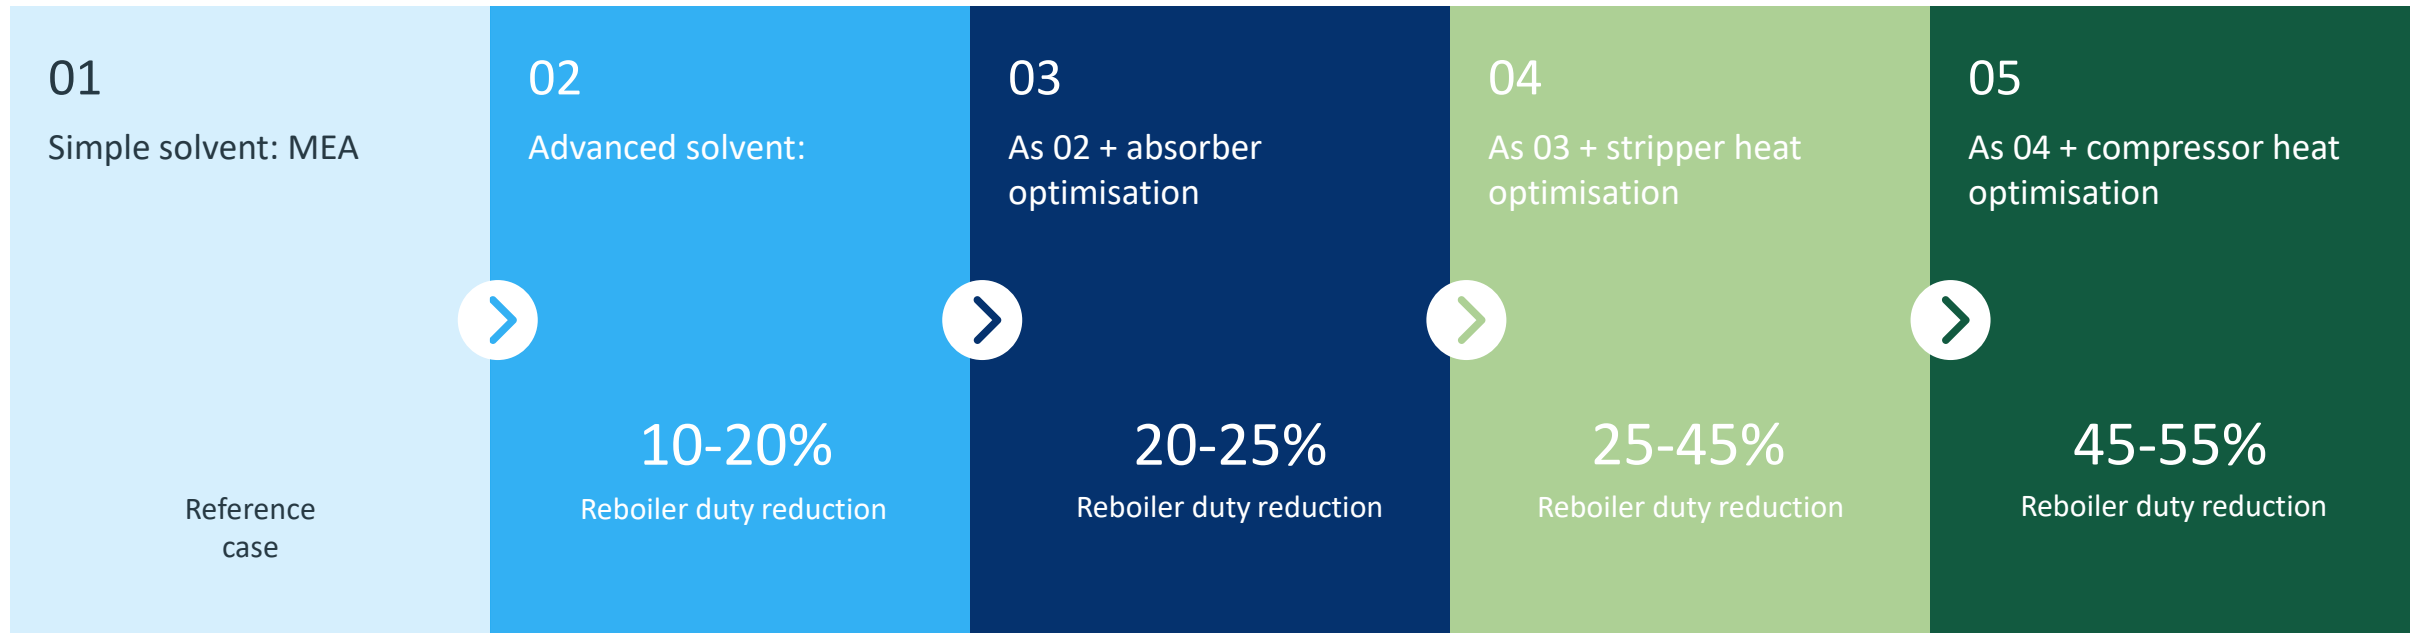 01
Simple solvent: MEA
Reference
case
02
Advanced solvent:
10-20%
Reboiler duty reduction
03
As 02 + absorber
optimisation
20-25%
Reboiler duty reduction
04
As 03 + stripper heat
optimisation
25-45%
Reboiler duty reduction
05
As 04 + compressor heat
optimisation
45-55%
Reboiler duty reduction